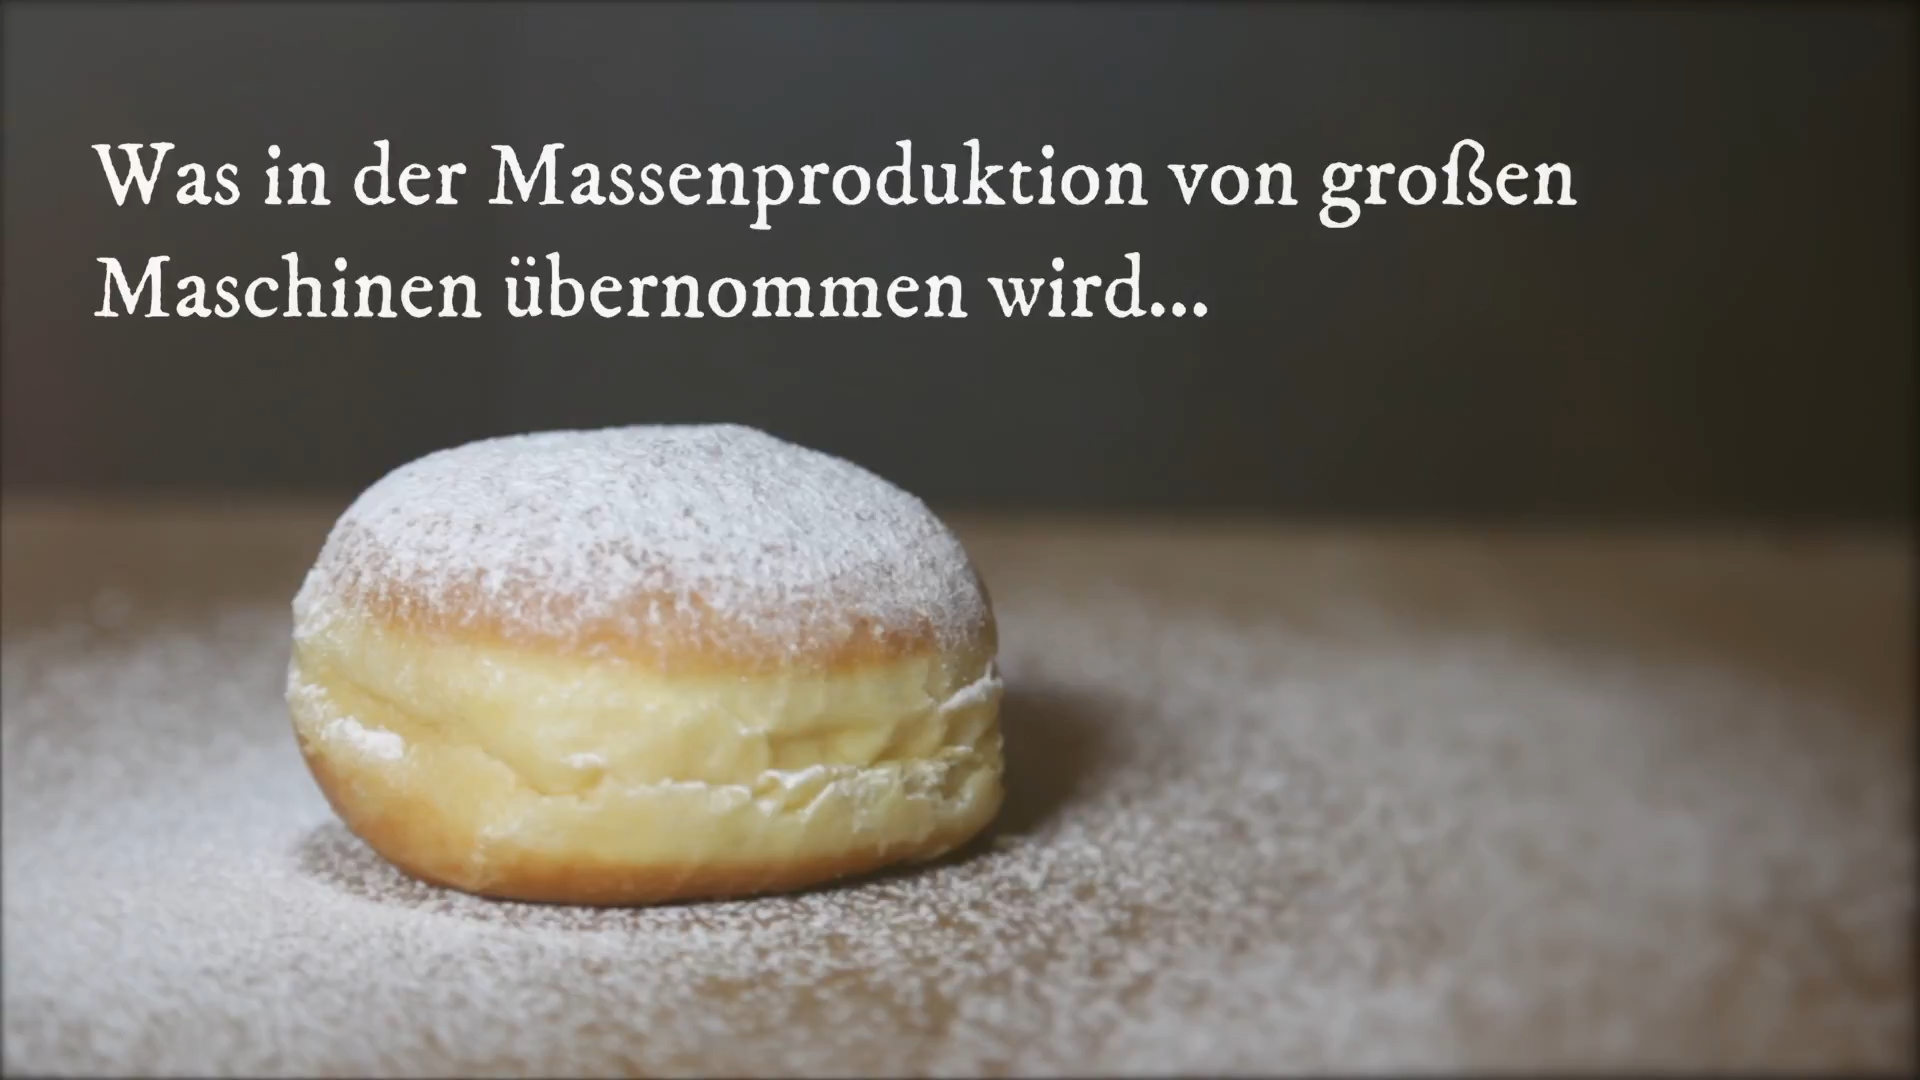 Was in der Massenproduktion von großen
Maschinen übernommen wird...